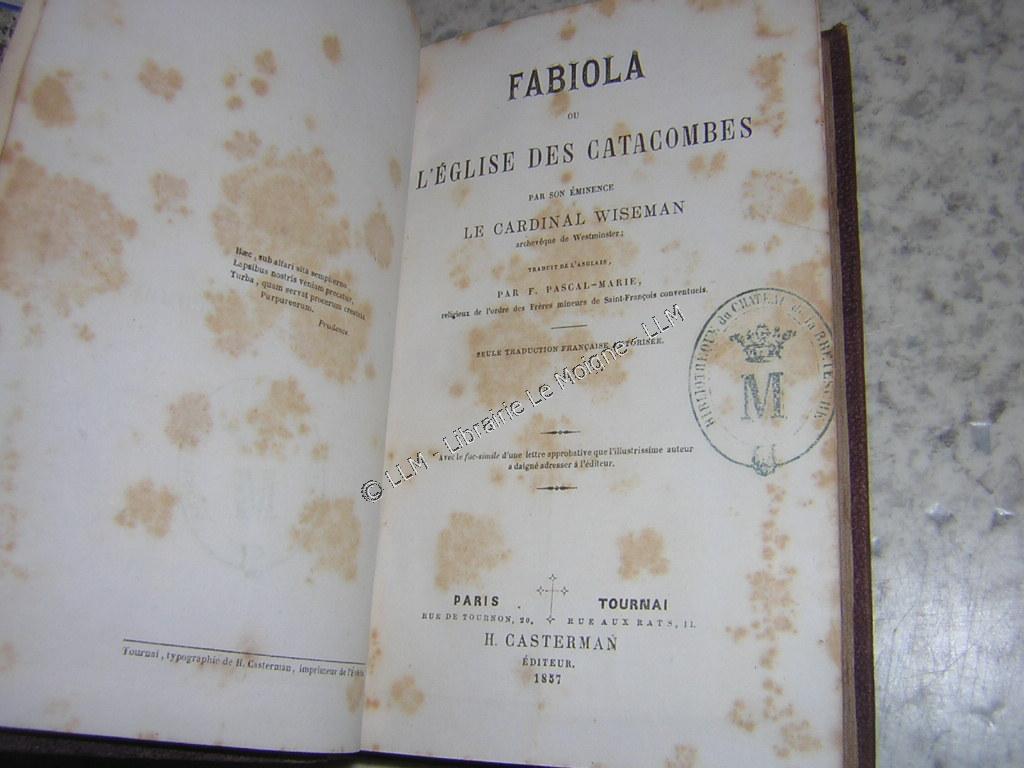 Hæc, sub altari sita sempiterno,
Lapsibus nostris veniam precatur,
Turba, quam servat procerum creatrix
Purpureorum.
Prudence
Tournai, typographie de H. Casterman, imprimeur de l'Évêché
FABIOLA
OU
L'ÉGLISE DES CATACOMBES
PAR SON ÉMINENCE
LE CARDINAL WISEMAN
archevêque de Westminster;
TRADUIT DE L'ANGLAIS,
PAR F. PASCAL-MARIE,
religieux de l'ordre des Frères mineurs de Saint-François conventuels.
SEULE TRADUCTION FRANÇAISE AUTORISÉE.
Avec le fac-simile d'une lettre approbative que l'illustrissime auteur
a daigné adresser à l'éditeur.
PARIS TOURNAI
RUE DE TOURNON, 20, RUE AUX RATS, 11.
H. CASTERMAN
ÉDITEUR.
1857
BIBLIOTHEQUE du CHATEAU de la
M
© LLM - Librairie Le Moigne - LLM